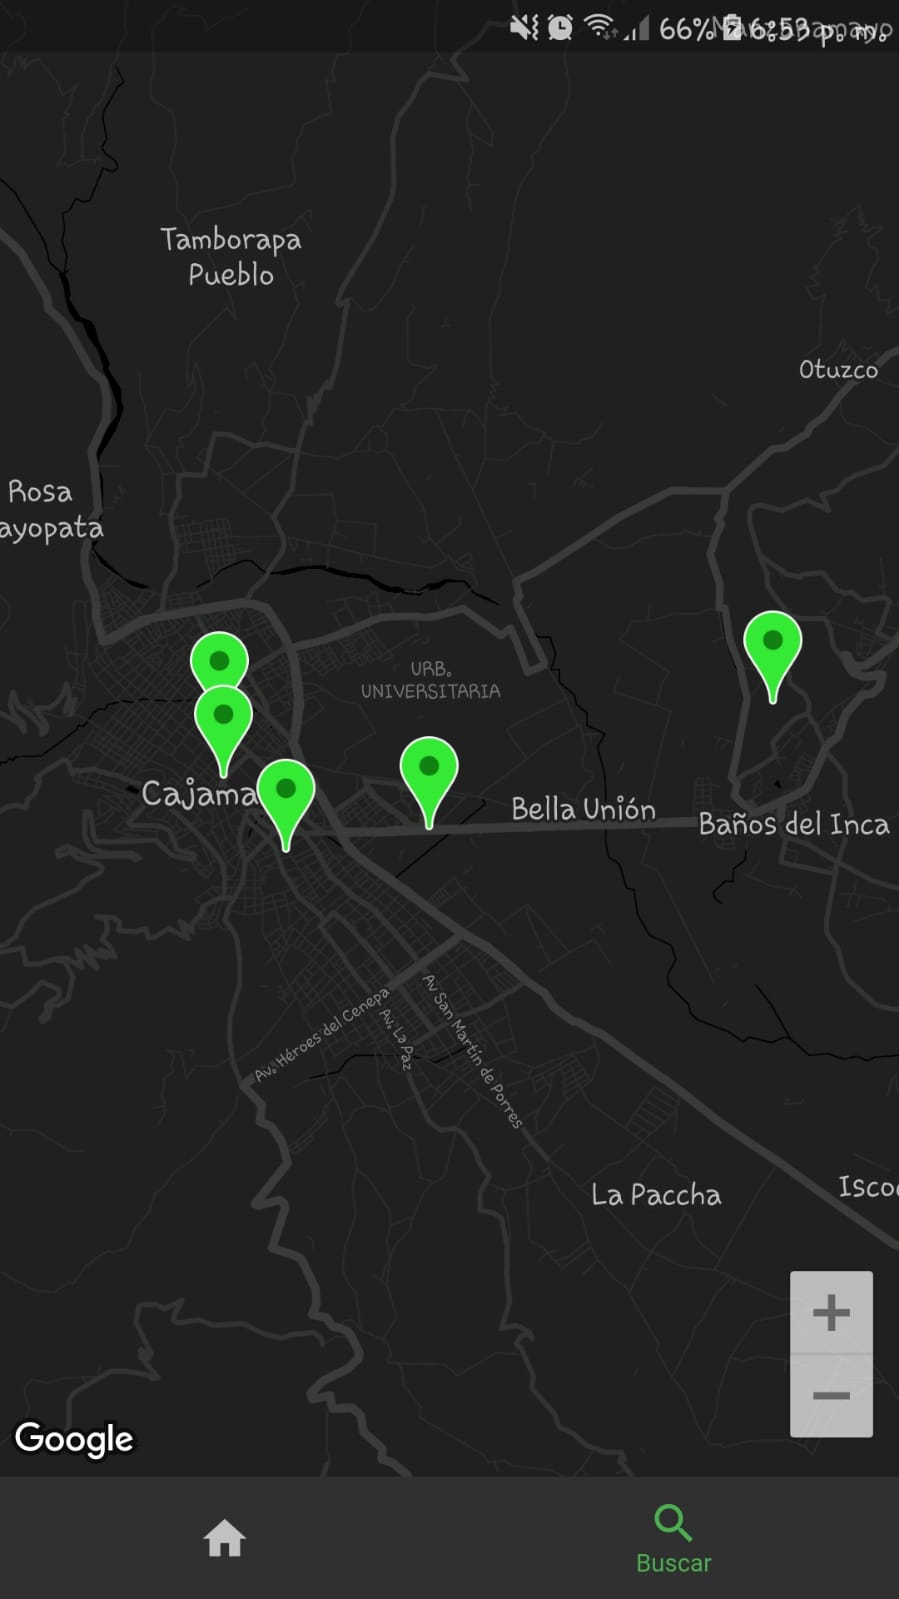 66% 6:53 p. m.
Tamborapa
Pueblo
Otuzco
Rosa
ayopata
URB.
UNIVERSITARIA
Cajama
Bella Unión
Baños del Inca
Av. Héroes del Cenepa
Av. La Paz
Av San Martín de Porres
La Paccha
Isco
+
−
Google
Buscar